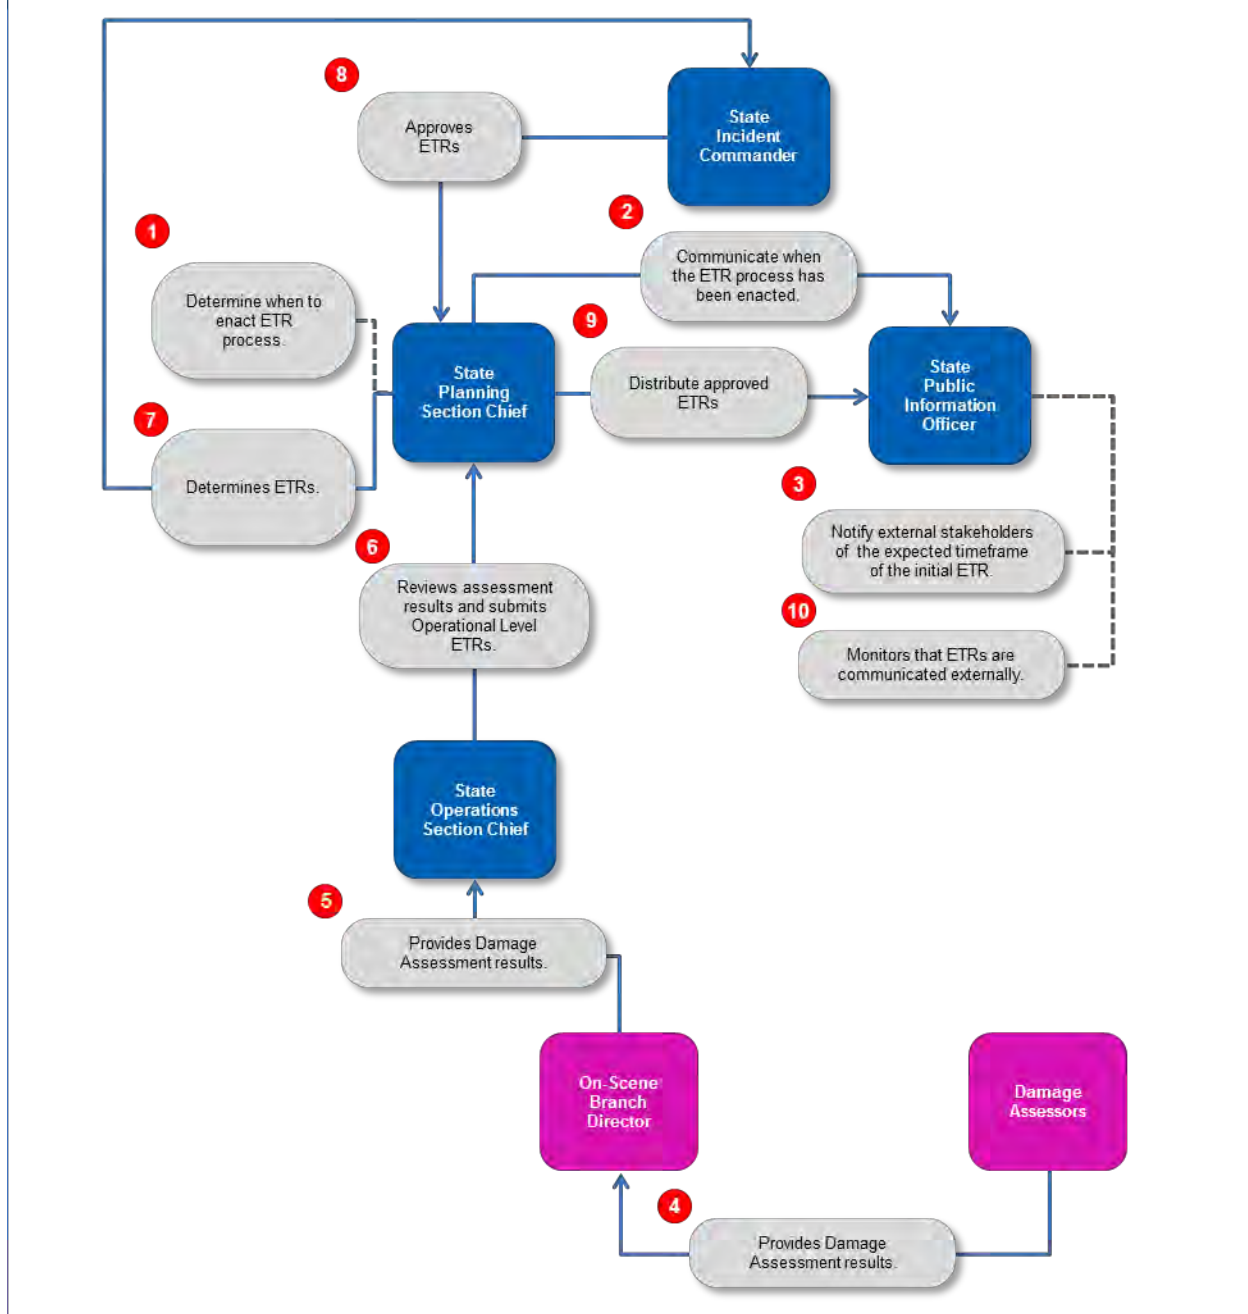 8
Approves
ETRs
State
Incident
Commander
1
Determine when to
enact ETR
process.
2
Communicate when
the ETR process has
been enacted.
9
Distribute approved
ETRs
State
Planning
Section Chief
State
Public
Information
Officer
7
Determines ETRs.
3
Notify external stakeholders
of the expected timeframe
of the initial ETR.
6
Reviews assessment
results and submits
Operational Level
ETRs.
10
Monitors that ETRs are
communicated externally.
State
Operations
Section Chief
5
Provides Damage
Assessment results.
On-Scene
Branch
Director
Damage
Assessors
4
Provides Damage
Assessment results.